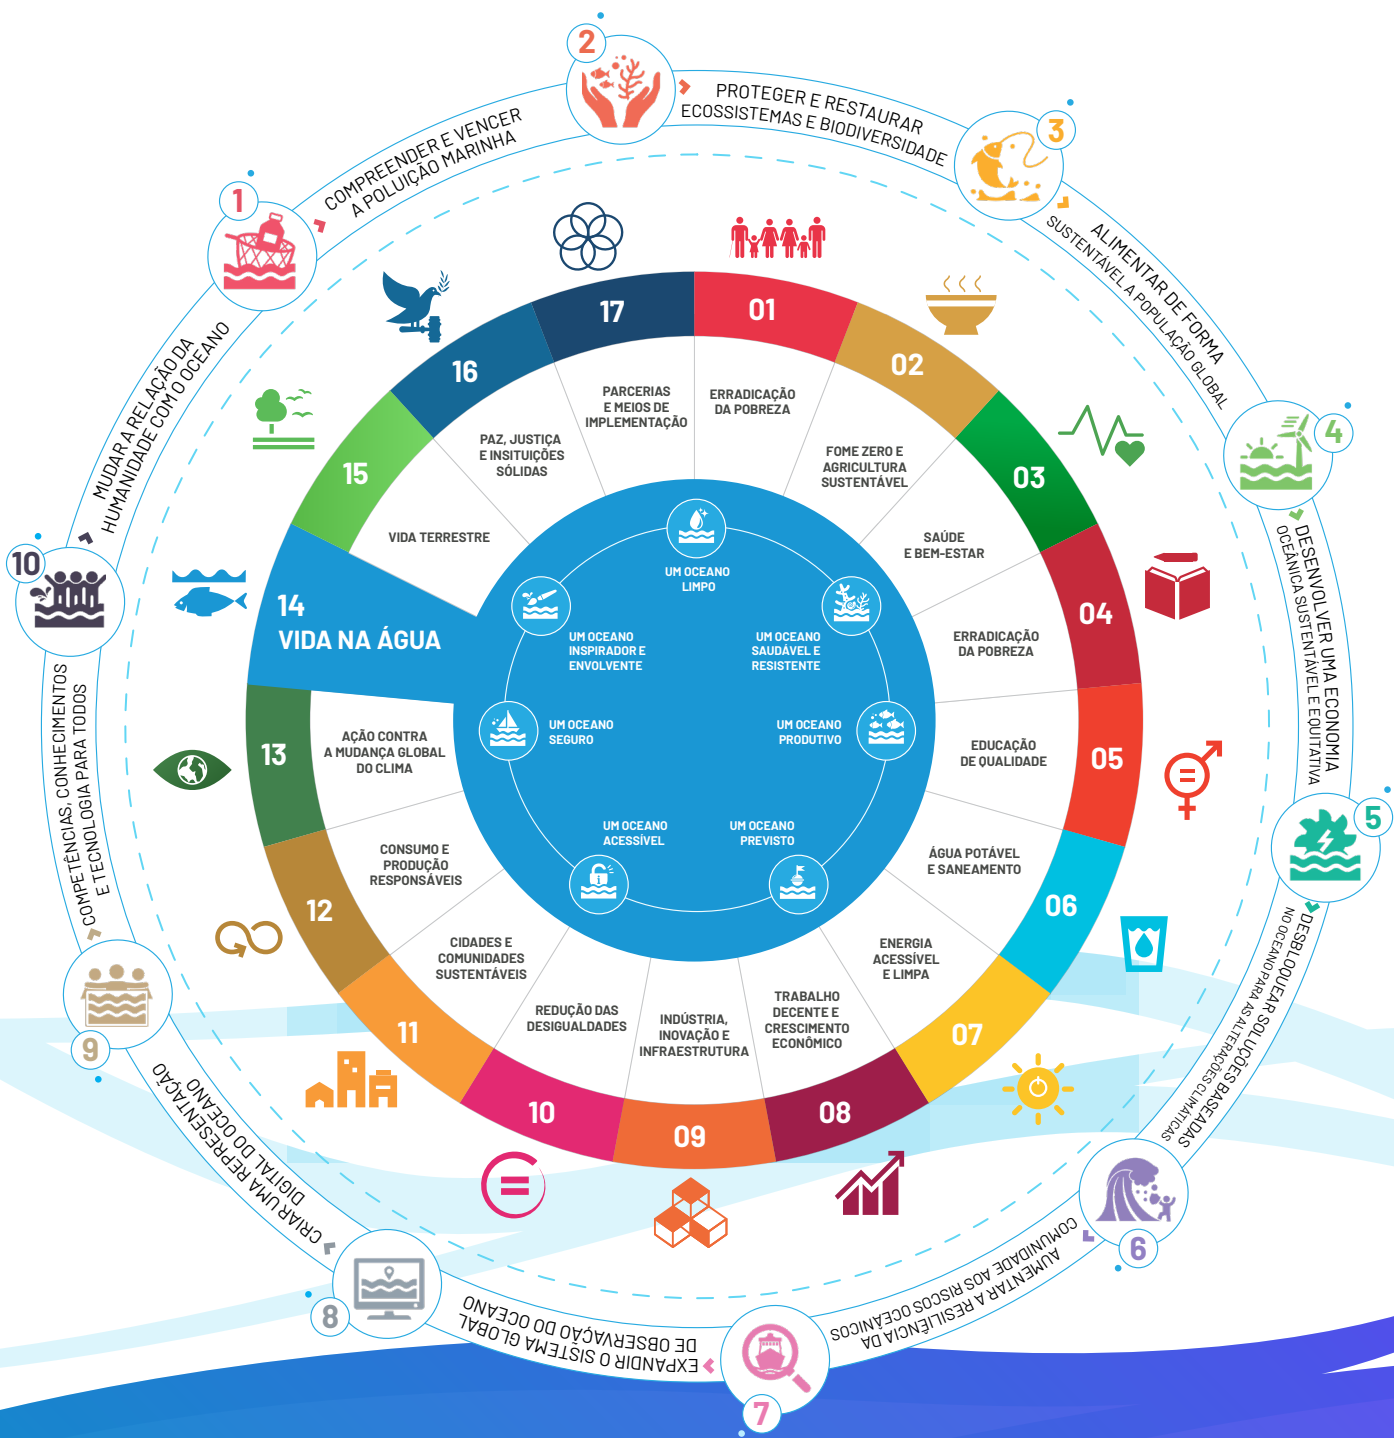 1
COMPREENDER E VENCER
A POLUIÇÃO MARINHA
2
PROTEGER E RESTAURAR
ECOSSISTEMAS E BIODIVERSIDADE
3
ALIMENTAR DE FORMA
SUSTENTÁVEL A POPULAÇÃO GLOBAL
4
DESENVOLVER UMA ECONOMIA
OCEÂNICA SUSTENTÁVEL E EQUITATIVA
5
DESBLOQUEAR SOLUÇÕES BASEADAS
NO OCEANO PARA AS ALTERAÇÕES CLIMÁTICAS
6
AUMENTAR A RESILIÊNCIA DA
COMUNIDADE AOS RISCOS OCEÂNICOS
7
EXPANDIR O SISTEMA GLOBAL
DE OBSERVAÇÃO DO OCEANO
8
CRIAR UMA REPRESENTAÇÃO
DIGITAL DO OCEANO
9
COMPETÊNCIAS, CONHECIMENTOS
E TECNOLOGIA PARA TODOS
10
MUDAR A RELAÇÃO DA
HUMANIDADE COM O OCEANO
01
ERRADICAÇÃO
DA POBREZA
02
FOME ZERO E
AGRICULTURA
SUSTENTÁVEL
03
SAÚDE
E BEM-ESTAR
04
ERRADICAÇÃO
DA POBREZA
05
EDUCAÇÃO
DE QUALIDADE
06
ÁGUA POTÁVEL
E SANEAMENTO
07
ENERGIA
ACESSÍVEL
E LIMPA
08
TRABALHO
DECENTE E
CRESCIMENTO
ECONÔMICO
09
INDÚSTRIA,
INOVAÇÃO E
INFRAESTRUTURA
10
REDUÇÃO DAS
DESIGUALDADES
11
CIDADES E
COMUNIDADES
SUSTENTÁVEIS
12
CONSUMO E
PRODUÇÃO
RESPONSÁVEIS
13
AÇÃO CONTRA
A MUDANÇA GLOBAL
DO CLIMA
14
VIDA NA ÁGUA
15
VIDA TERRESTRE
16
PAZ, JUSTIÇA
E INSITUIÇÕES
SÓLIDAS
17
PARCERIAS
E MEIOS DE
IMPLEMENTAÇÃO
UM OCEANO
LIMPO
UM OCEANO
SAUDÁVEL E
RESISTENTE
UM OCEANO
PRODUTIVO
UM OCEANO
PREVISTO
UM OCEANO
ACESSÍVEL
UM OCEANO
SEGURO
UM OCEANO
INSPIRADOR E
ENVOLVENTE